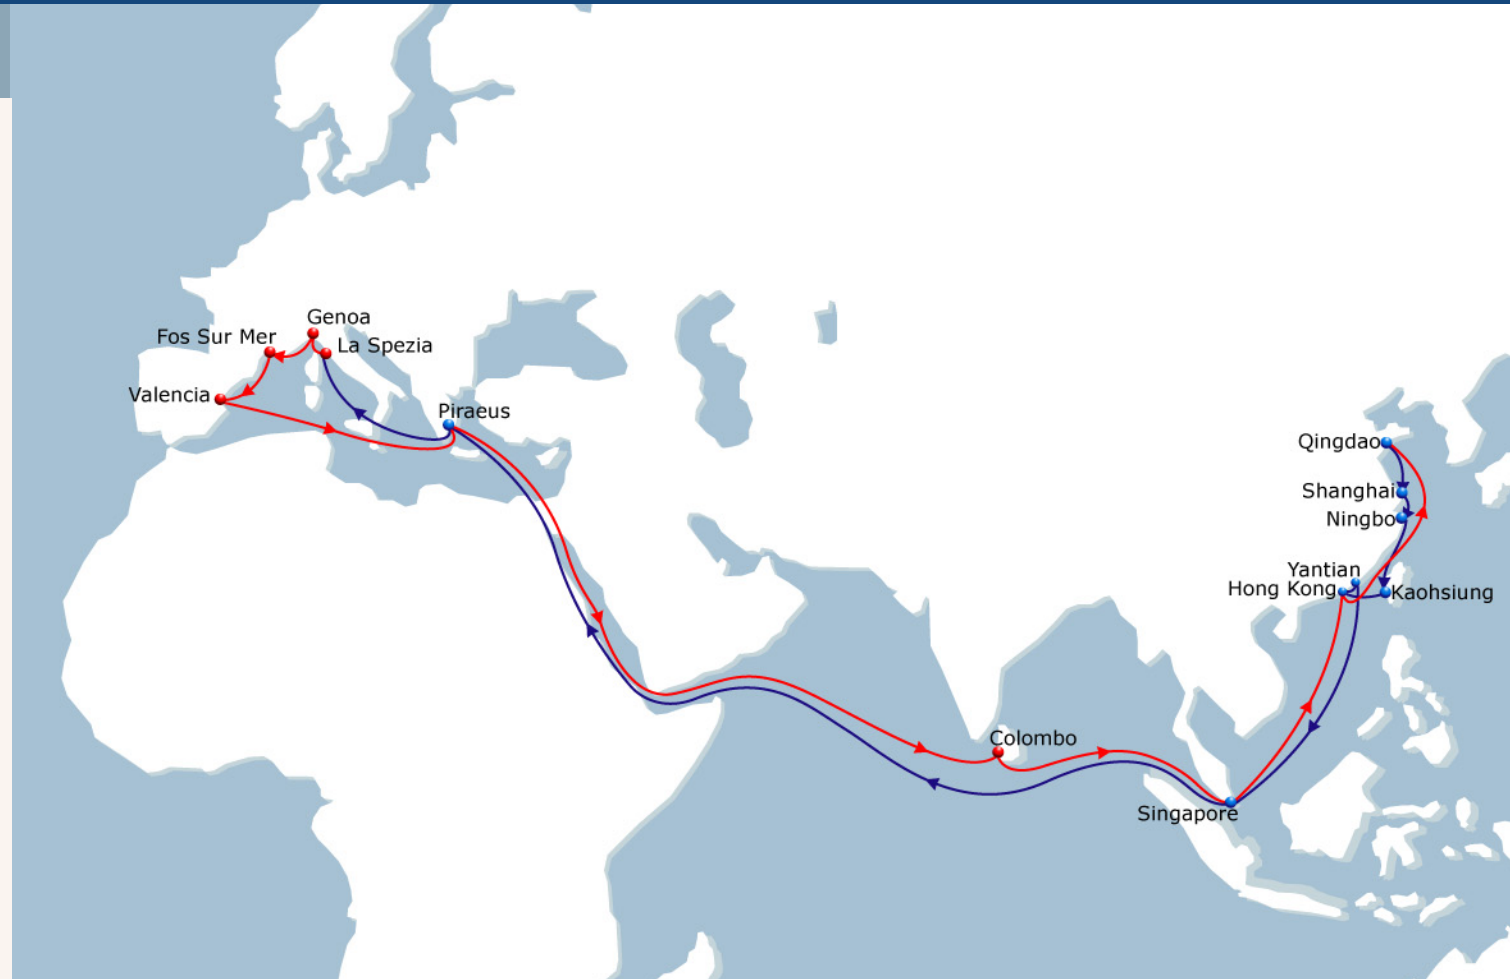 Genoa
Fos Sur Mer
La Spezia
Valencia
Piraeus
Qingdao
Shanghai
Ningbo
Yantian
Hong Kong
Kaohsiung
Colombo
Singapore